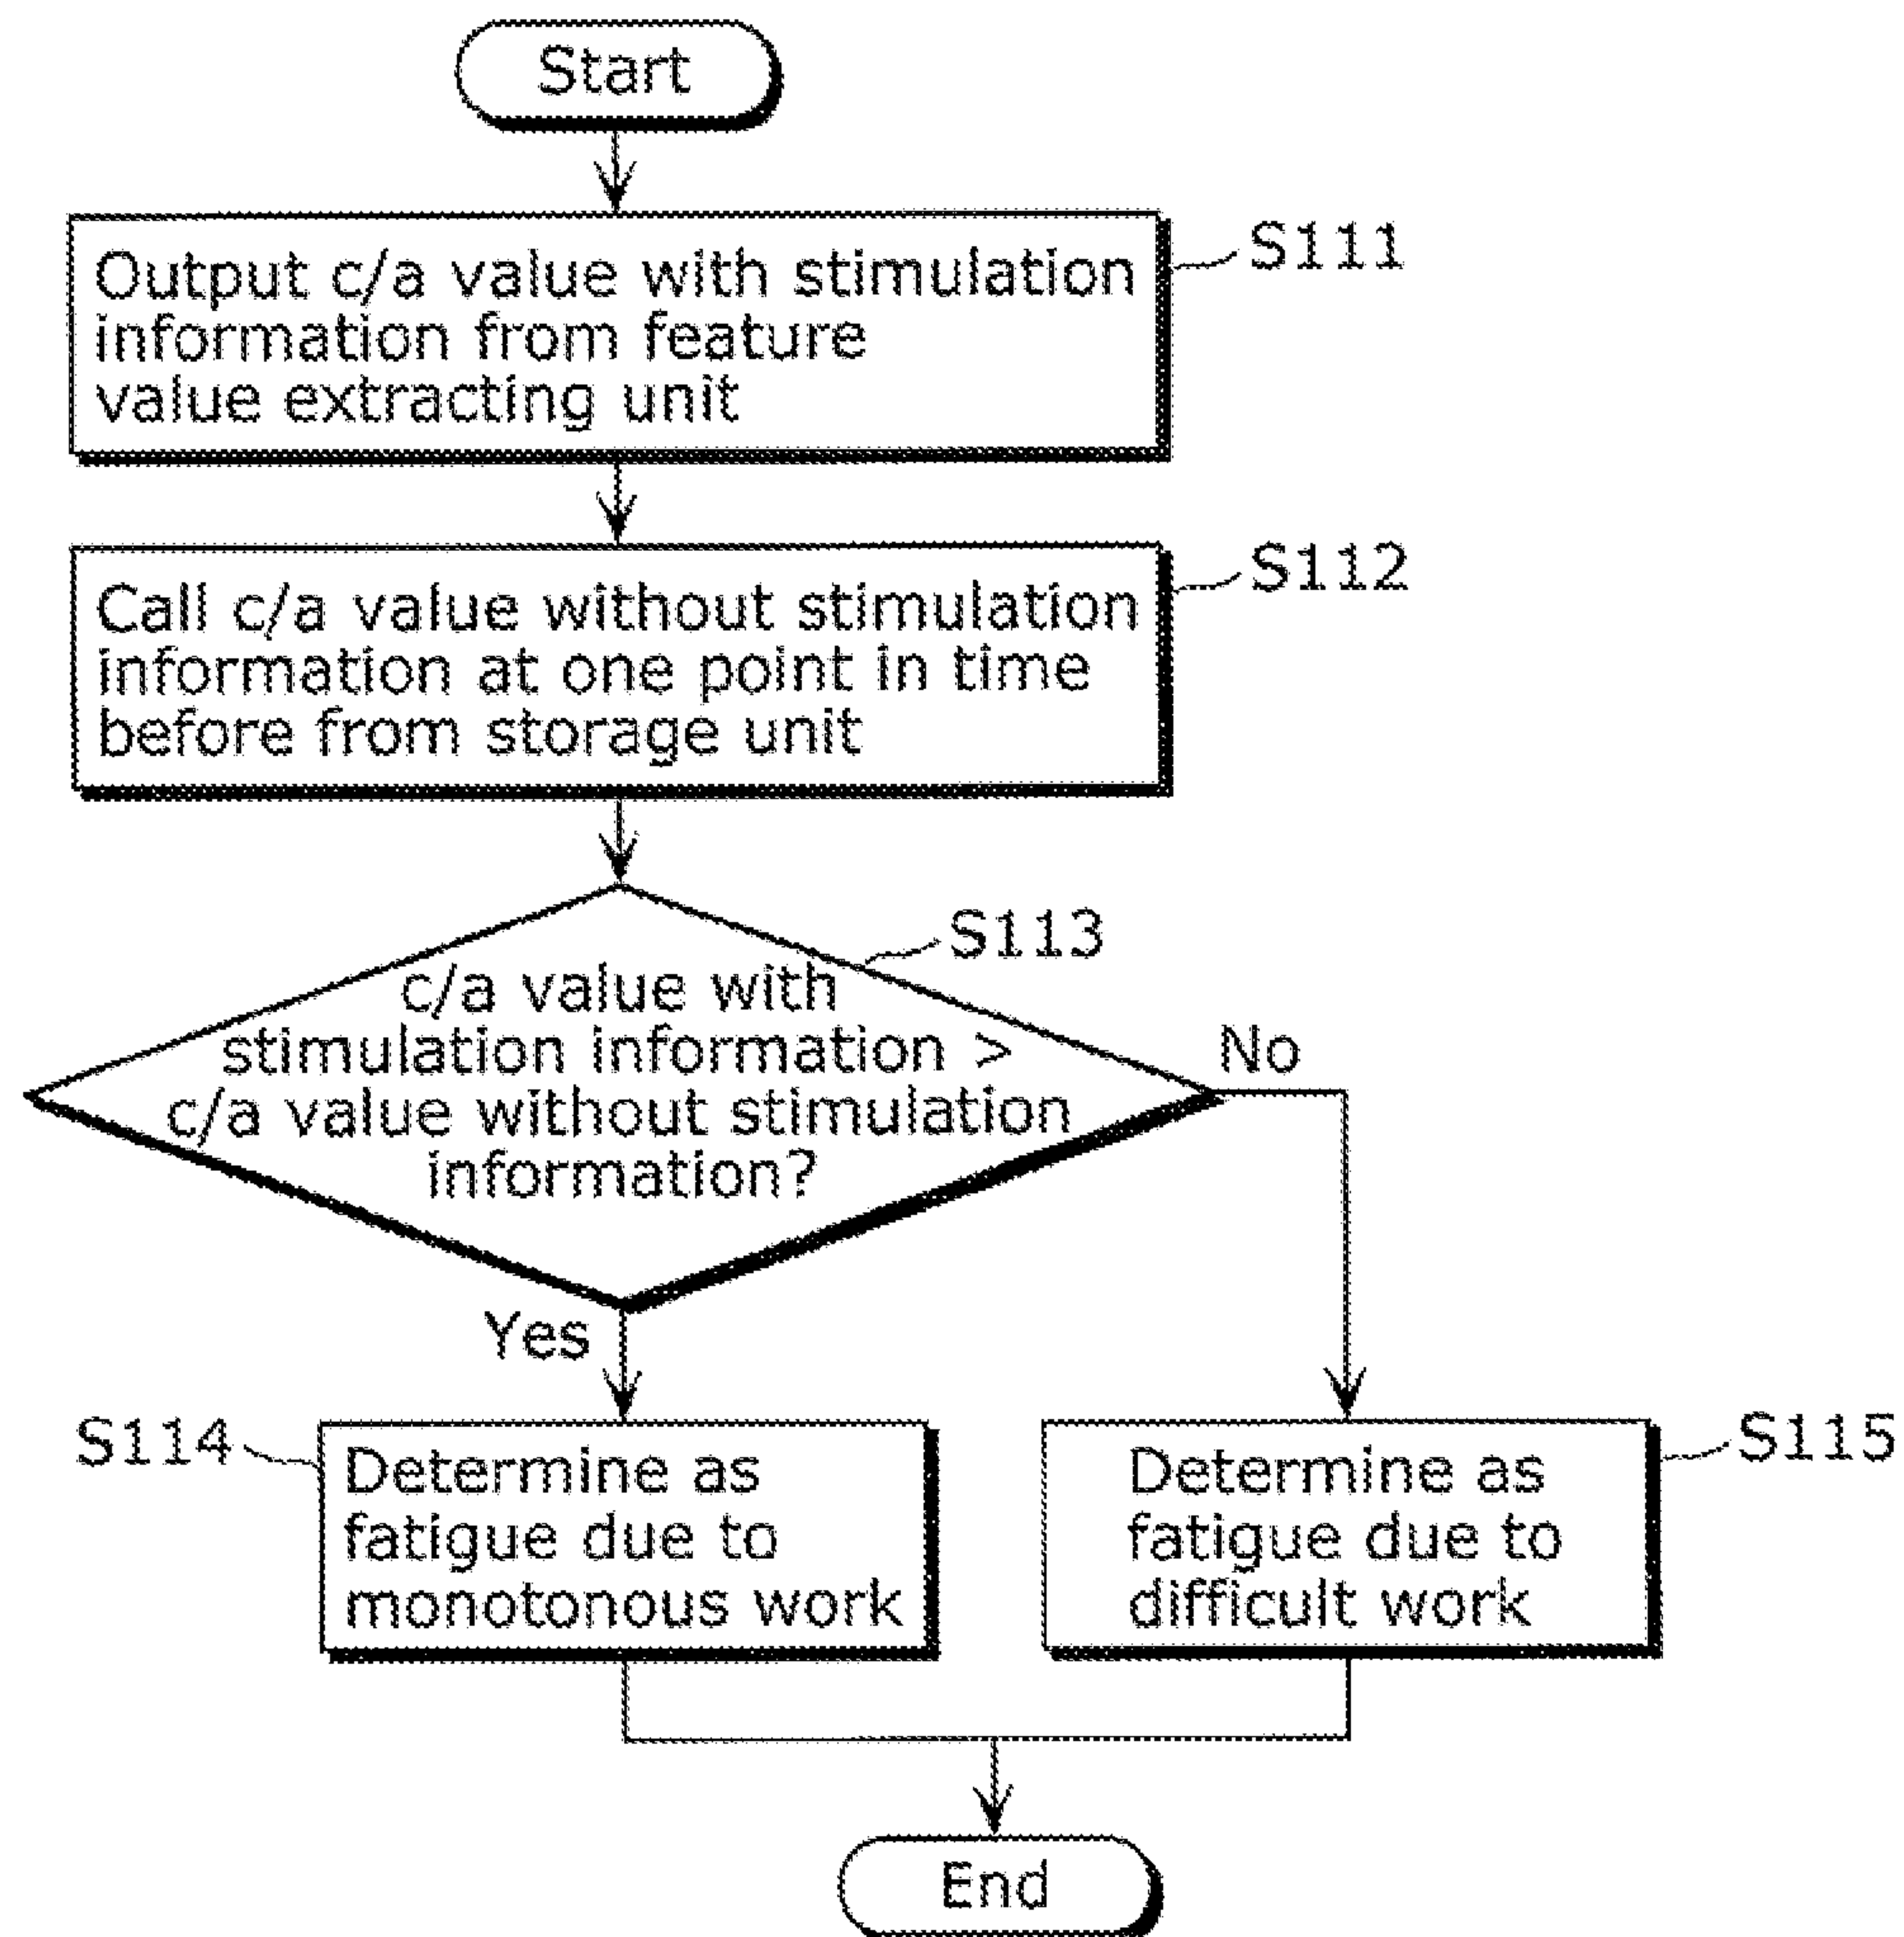 Start
Output c/a value with stimulation
information from feature
value extracting unit
S111
Call c/a value without stimulation
information at one point in time
before from storage unit
S112
S113
c/a value with
stimulation information >
c/a value without stimulation
information?
No
Yes
S114
Determine as
fatigue due to
monotonous work
Determine as
fatigue due to
difficult work
S115
End